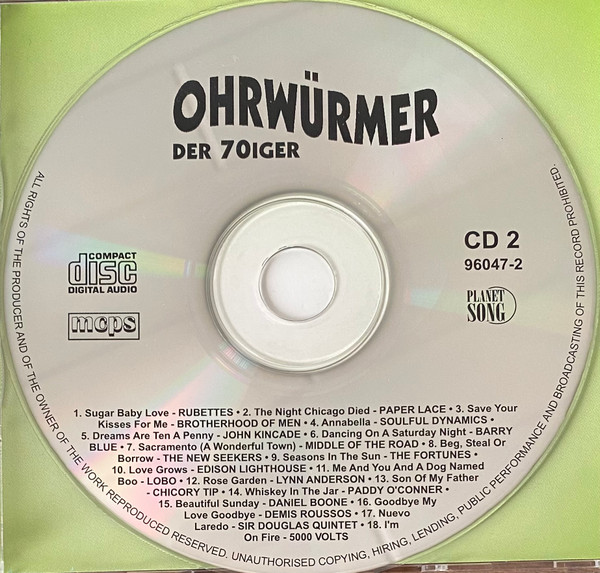 OHRWÜRMER
DER 70IGER
COMPACT
disc
DIGITAL AUDIO
mcps
CD 2
96047-2
PLANET
SONG
1. Sugar Baby Love - RUBETTES • 2. The Night Chicago Died - PAPER LACE • 3. Save Your
Kisses For Me - BROTHERHOOD OF MEN • 4. Annabella - SOULFUL DYNAMICS •
5. Dreams Are Ten A Penny - JOHN KINCADE • 6. Dancing On A Saturday Night - BARRY
BLUE • 7. Sacramento (A Wonderful Town) - MIDDLE OF THE ROAD • 8. Beg, Steal Or
Borrow - THE NEW SEEKERS • 9. Seasons In The Sun - THE FORTUNES •
10. Love Grows - EDISON LIGHTHOUSE • 11. Me And You And A Dog Named
Boo - LOBO • 12. Rose Garden - LYNN ANDERSON • 13. Son Of My Father
- CHICORY TIP • 14. Whiskey In The Jar - PADDY O'CONNER •
15. Beautiful Sunday - DANIEL BOONE • 16. Goodbye My
Love Goodbye - DEMIS ROUSSOS • 17. Nuevo
Laredo - SIR DOUGLAS QUINTET • 18. I'm
On Fire - 5000 VOLTS
ALL RIGHTS OF THE PRODUCER AND OF THE OWNER OF THE WORK REPRODUCED RESERVED. UNAUTHORISED COPYING, HIRING, LENDING, PUBLIC PERFORMANCE AND BROADCASTING OF THIS RECORD PROHIBITED.